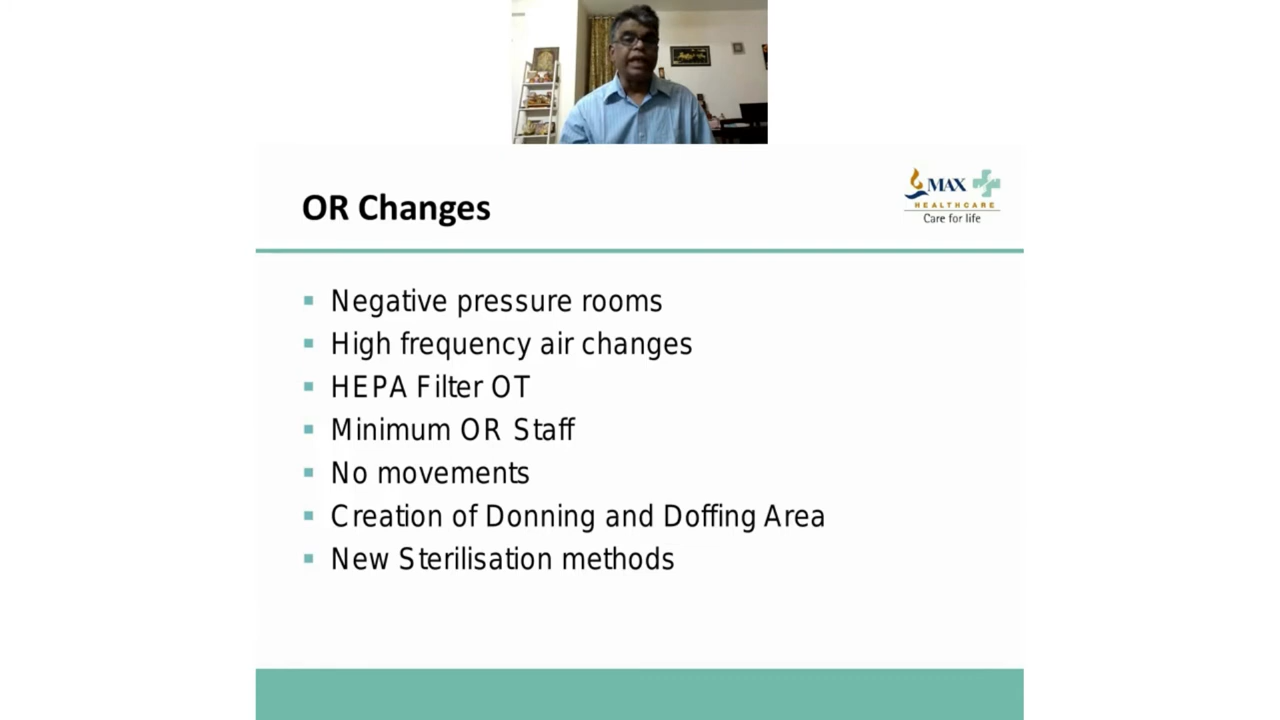 OR Changes
MAX
HEALTHCARE
Care for life
Negative pressure rooms
High frequency air changes
HEPA Filter OT
Minimum OR Staff
No movements
Creation of Donning and Doffing Area
New Sterilisation methods